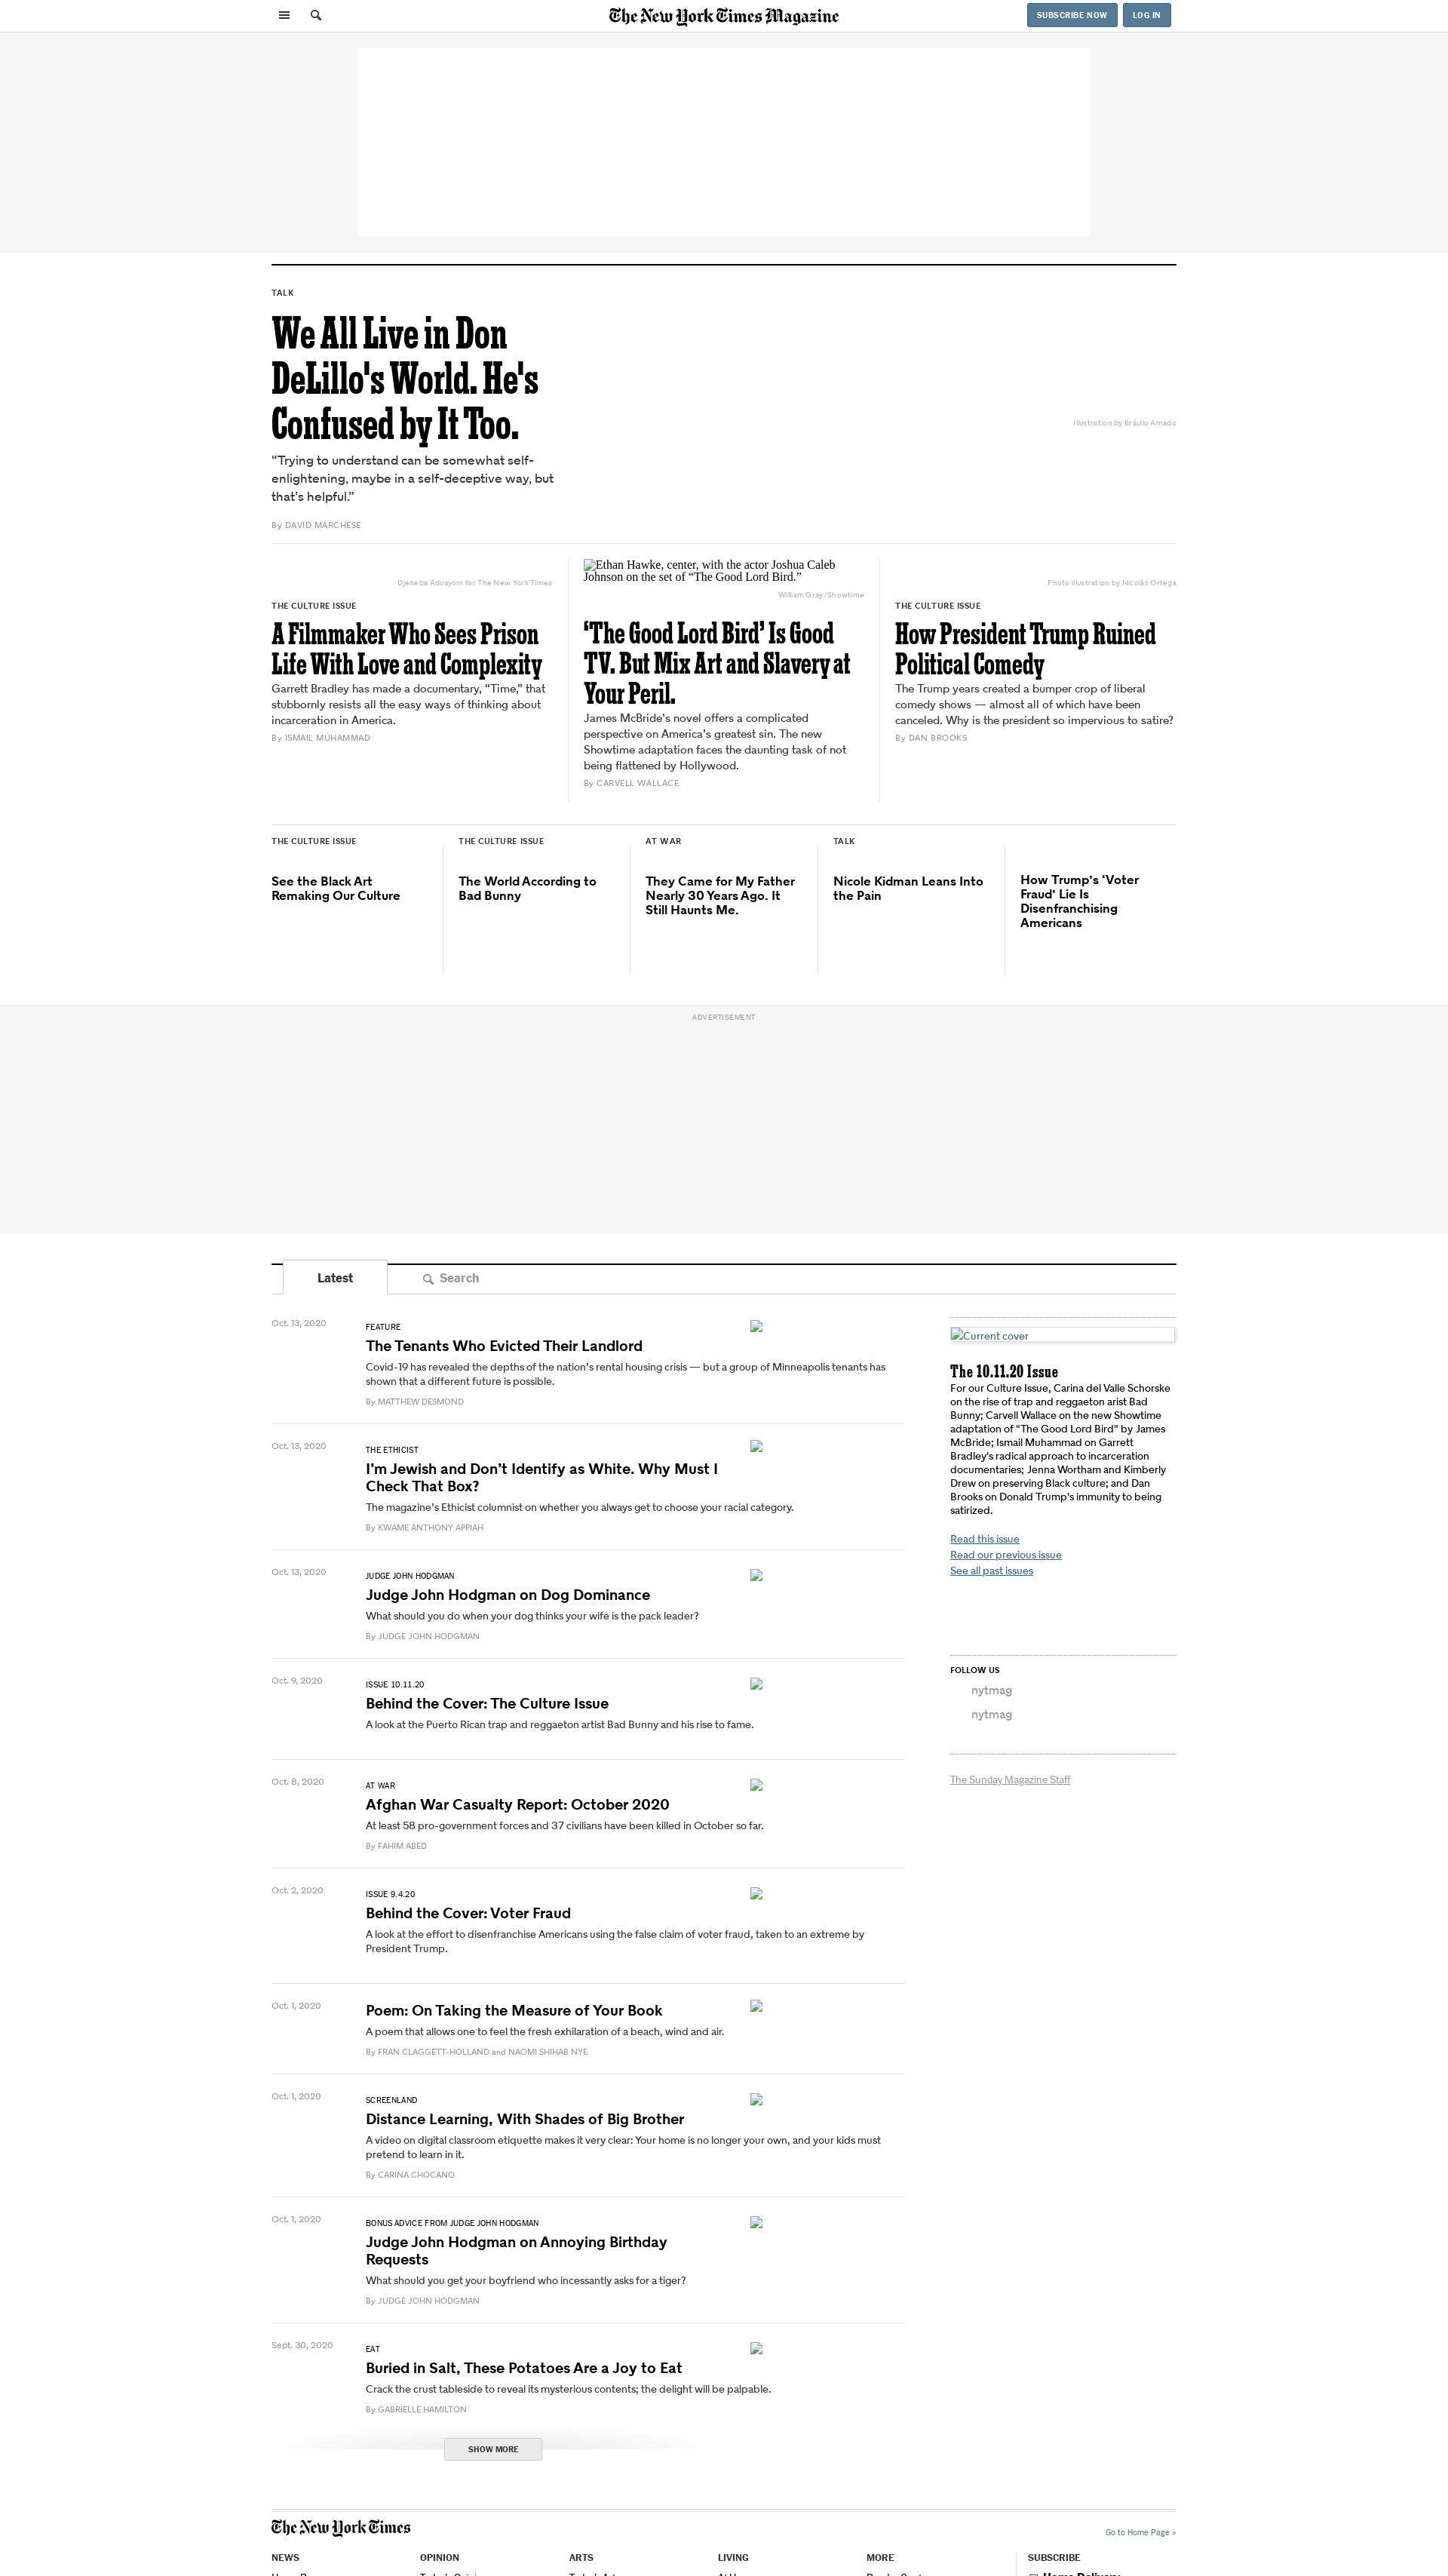 The New York Times Magazine
SUBSCRIBE NOW
LOG IN
TALK
We All Live in Don
DeLillo's World. He's
Confused by It Too.
“Trying to understand can be somewhat self-
enlightening, maybe in a self-deceptive way, but
that’s helpful.”
By DAVID MARCHESE
Illustration by Bráulio Amado
Djeneba Aduayom for The New York Times
THE CULTURE ISSUE
A Filmmaker Who Sees Prison
Life With Love and Complexity
Garrett Bradley has made a documentary, “Time,” that
stubbornly resists all the easy ways of thinking about
incarceration in America.
By ISMAIL MUHAMMAD
Ethan Hawke, center, with the actor Joshua Caleb
Johnson on the set of “The Good Lord Bird.”
William Gray/Showtime
‘The Good Lord Bird’ Is Good
TV. But Mix Art and Slavery at
Your Peril.
James McBride’s novel offers a complicated
perspective on America’s greatest sin. The new
Showtime adaptation faces the daunting task of not
being flattened by Hollywood.
By CARVELL WALLACE
Photo illustration by Nicolás Ortega
THE CULTURE ISSUE
How President Trump Ruined
Political Comedy
The Trump years created a bumper crop of liberal
comedy shows — almost all of which have been
canceled. Why is the president so impervious to satire?
By DAN BROOKS
THE CULTURE ISSUE
See the Black Art
Remaking Our Culture
THE CULTURE ISSUE
The World According to
Bad Bunny
AT WAR
They Came for My Father
Nearly 30 Years Ago. It
Still Haunts Me.
TALK
Nicole Kidman Leans Into
the Pain
How Trump’s ‘Voter
Fraud’ Lie Is
Disenfranchising
Americans
ADVERTISEMENT
Latest
Search
Oct. 13, 2020
FEATURE
The Tenants Who Evicted Their Landlord
Covid-19 has revealed the depths of the nation’s rental housing crisis — but a group of Minneapolis tenants has
shown that a different future is possible.
By MATTHEW DESMOND
Oct. 13, 2020
THE ETHICIST
I’m Jewish and Don’t Identify as White. Why Must I
Check That Box?
The magazine’s Ethicist columnist on whether you always get to choose your racial category.
By KWAME ANTHONY APPIAH
Oct. 13, 2020
JUDGE JOHN HODGMAN
Judge John Hodgman on Dog Dominance
What should you do when your dog thinks your wife is the pack leader?
By JUDGE JOHN HODGMAN
Oct. 9, 2020
ISSUE 10.11.20
Behind the Cover: The Culture Issue
A look at the Puerto Rican trap and reggaeton artist Bad Bunny and his rise to fame.
Oct. 8, 2020
AT WAR
Afghan War Casualty Report: October 2020
At least 58 pro-government forces and 37 civilians have been killed in October so far.
By FAHIM ABED
Oct. 2, 2020
ISSUE 9.4.20
Behind the Cover: Voter Fraud
A look at the effort to disenfranchise Americans using the false claim of voter fraud, taken to an extreme by
President Trump.
Oct. 1, 2020
Poem: On Taking the Measure of Your Book
A poem that allows one to feel the fresh exhilaration of a beach, wind and air.
By FRAN CLAGGETT-HOLLAND and NAOMI SHIHAB NYE
Oct. 1, 2020
SCREENLAND
Distance Learning, With Shades of Big Brother
A video on digital classroom etiquette makes it very clear: Your home is no longer your own, and your kids must
pretend to learn in it.
By CARINA CHOCANO
Oct. 1, 2020
BONUS ADVICE FROM JUDGE JOHN HODGMAN
Judge John Hodgman on Annoying Birthday
Requests
What should you get your boyfriend who incessantly asks for a tiger?
By JUDGE JOHN HODGMAN
Sept. 30, 2020
EAT
Buried in Salt, These Potatoes Are a Joy to Eat
Crack the crust tableside to reveal its mysterious contents; the delight will be palpable.
By GABRIELLE HAMILTON
SHOW MORE
Current cover
The 10.11.20 Issue
For our Culture Issue, Carina del Valle Schorske
on the rise of trap and reggaeton arist Bad
Bunny; Carvell Wallace on the new Showtime
adaptation of "The Good Lord Bird" by James
McBride; Ismail Muhammad on Garrett
Bradley's radical approach to incarceration
documentaries; Jenna Wortham and Kimberly
Drew on preserving Black culture; and Dan
Brooks on Donald Trump's immunity to being
satirized.
Read this issue
Read our previous issue
See all past issues
FOLLOW US
nytmag
nytmag
The Sunday Magazine Staff
The New York Times
Go to Home Page »
NEWS
OPINION
ARTS
LIVING
MORE
SUBSCRIBE